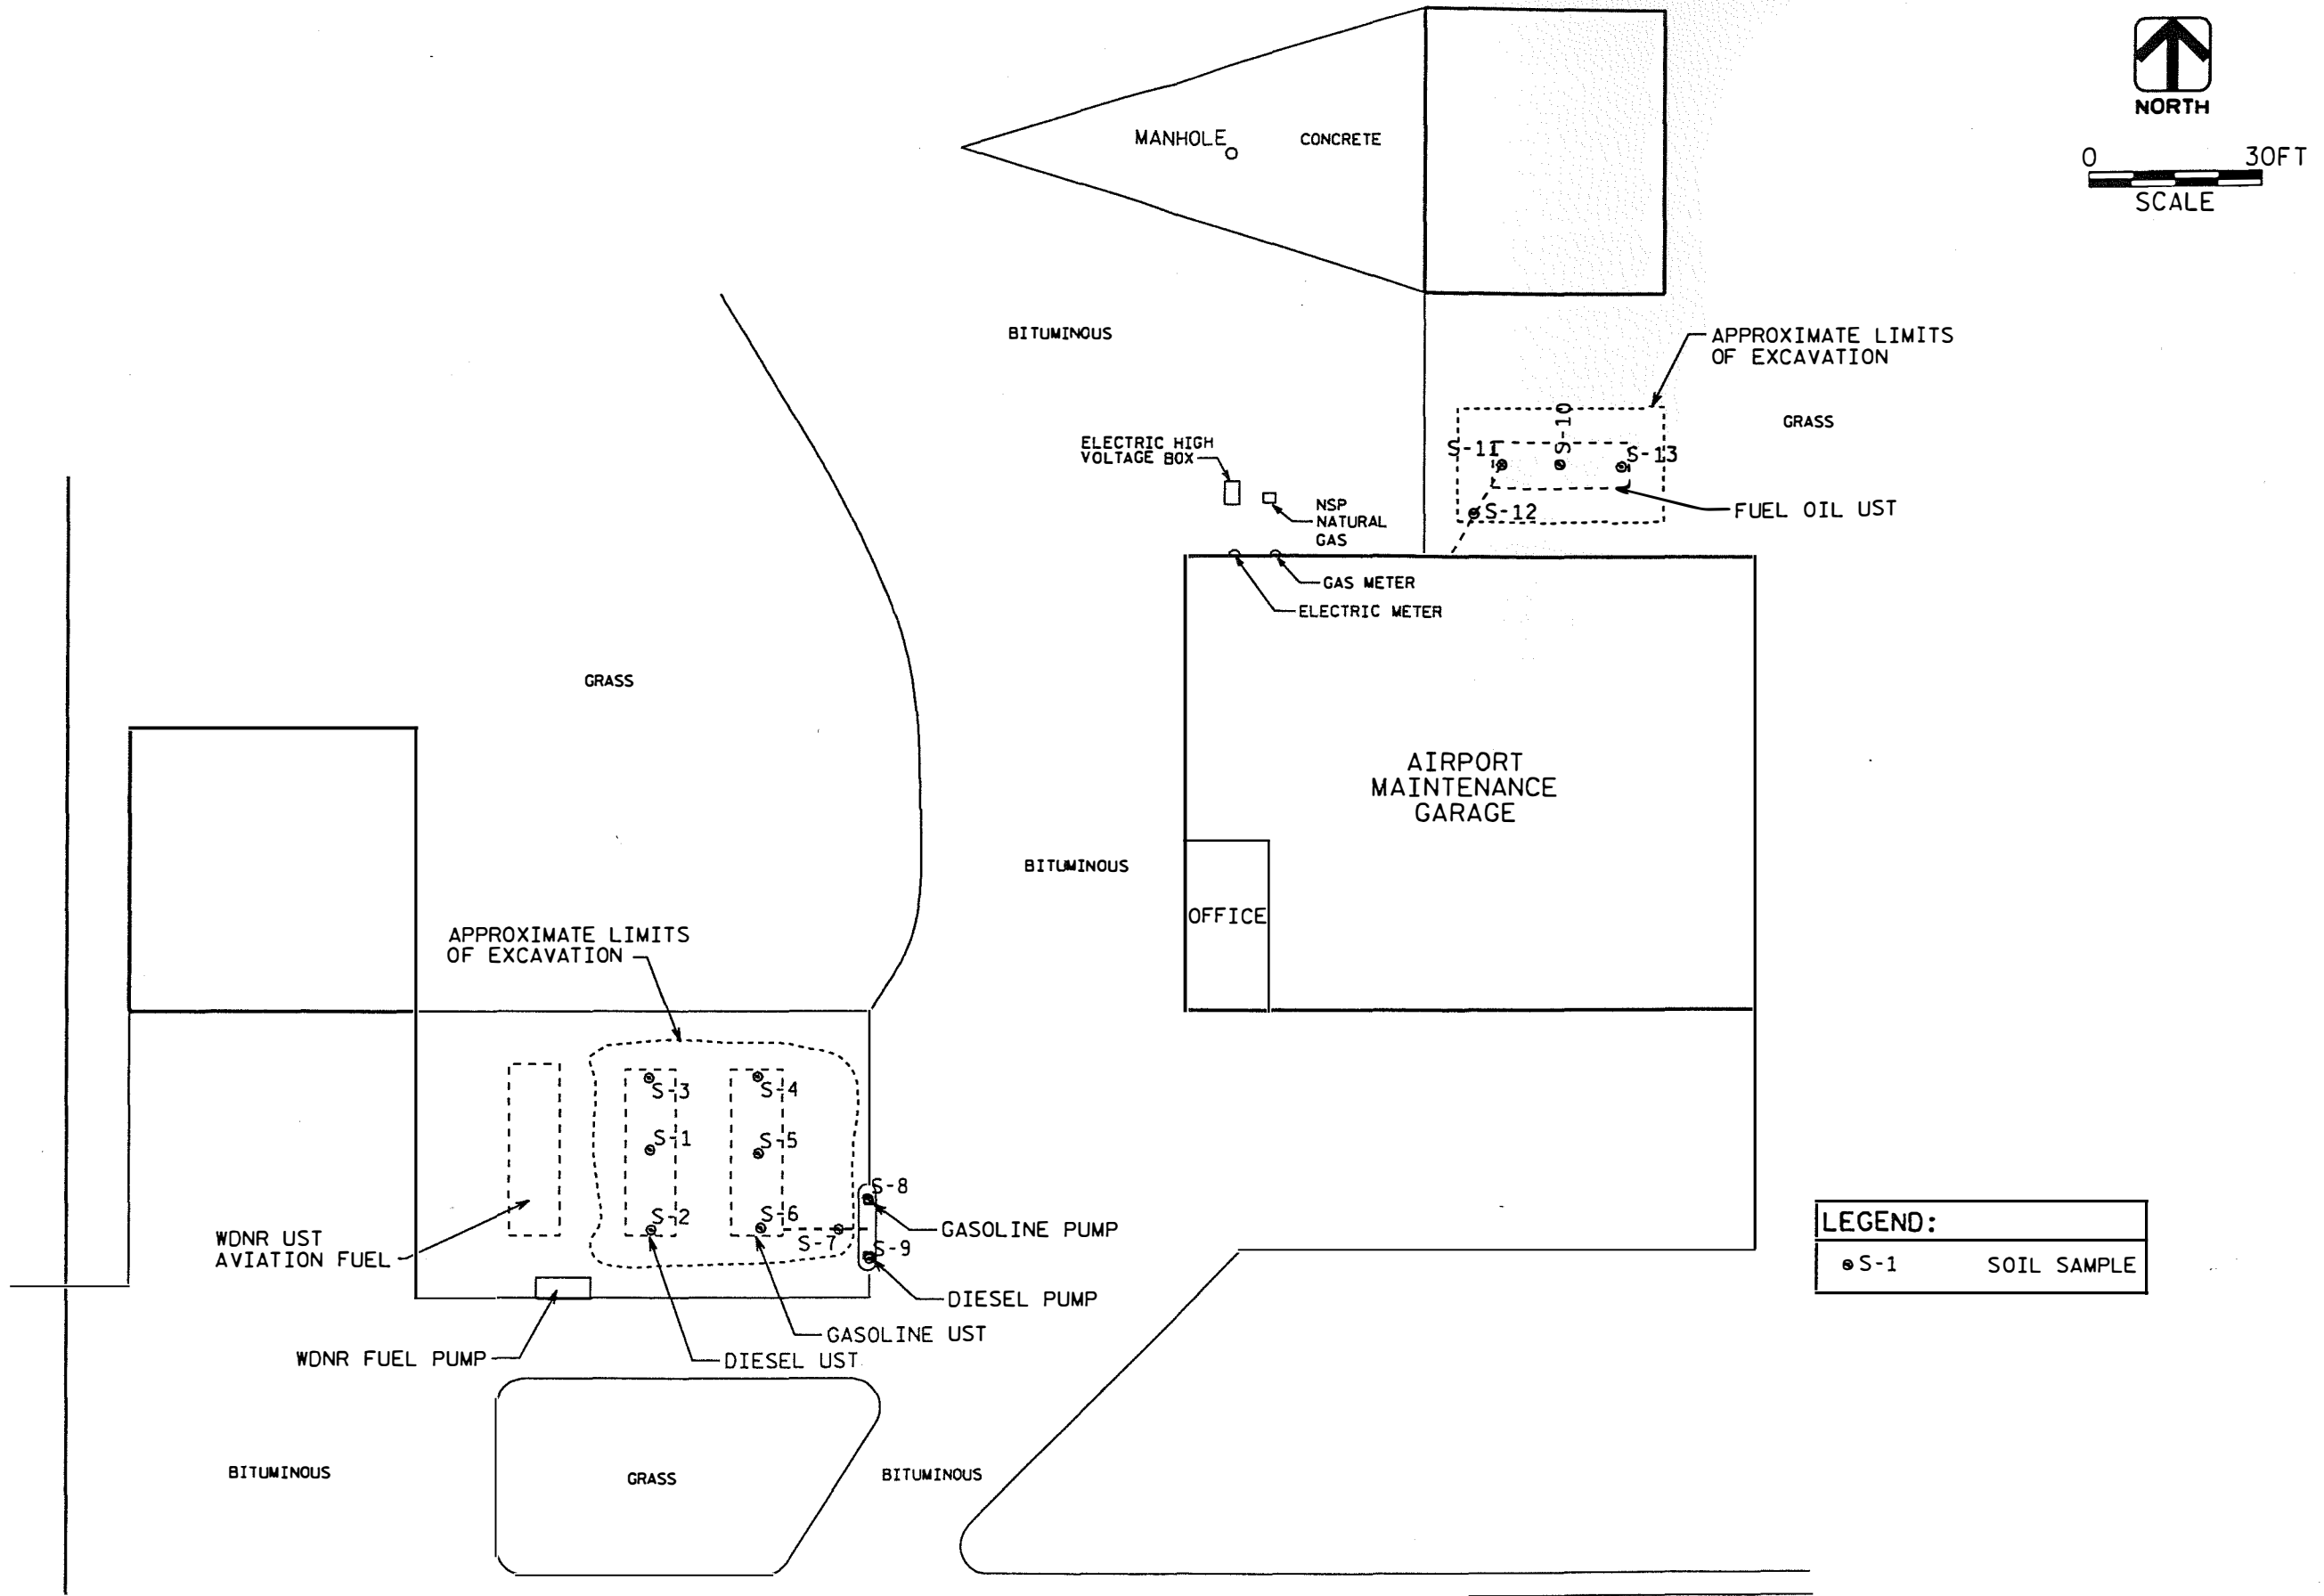 NORTH
0 30FT
SCALE
MANHOLE
CONCRETE
BITUMINOUS
APPROXIMATE LIMITS
OF EXCAVATION
GRASS
ELECTRIC HIGH
VOLTAGE BOX
NSP
NATURAL
GAS
S-11
S-10
S-13
S-12
FUEL OIL UST
GAS METER
ELECTRIC METER
GRASS
AIRPORT
MAINTENANCE
GARAGE
BITUMINOUS
OFFICE
APPROXIMATE LIMITS
OF EXCAVATION
S-3
S-4
S-1
S-5
S-2
S-6
S-7
S-8
S-9
GASOLINE PUMP
WDNR UST
AVIATION FUEL
DIESEL PUMP
GASOLINE UST
WDNR FUEL PUMP
DIESEL UST
LEGEND:
S-1 SOIL SAMPLE
BITUMINOUS
GRASS
BITUMINOUS